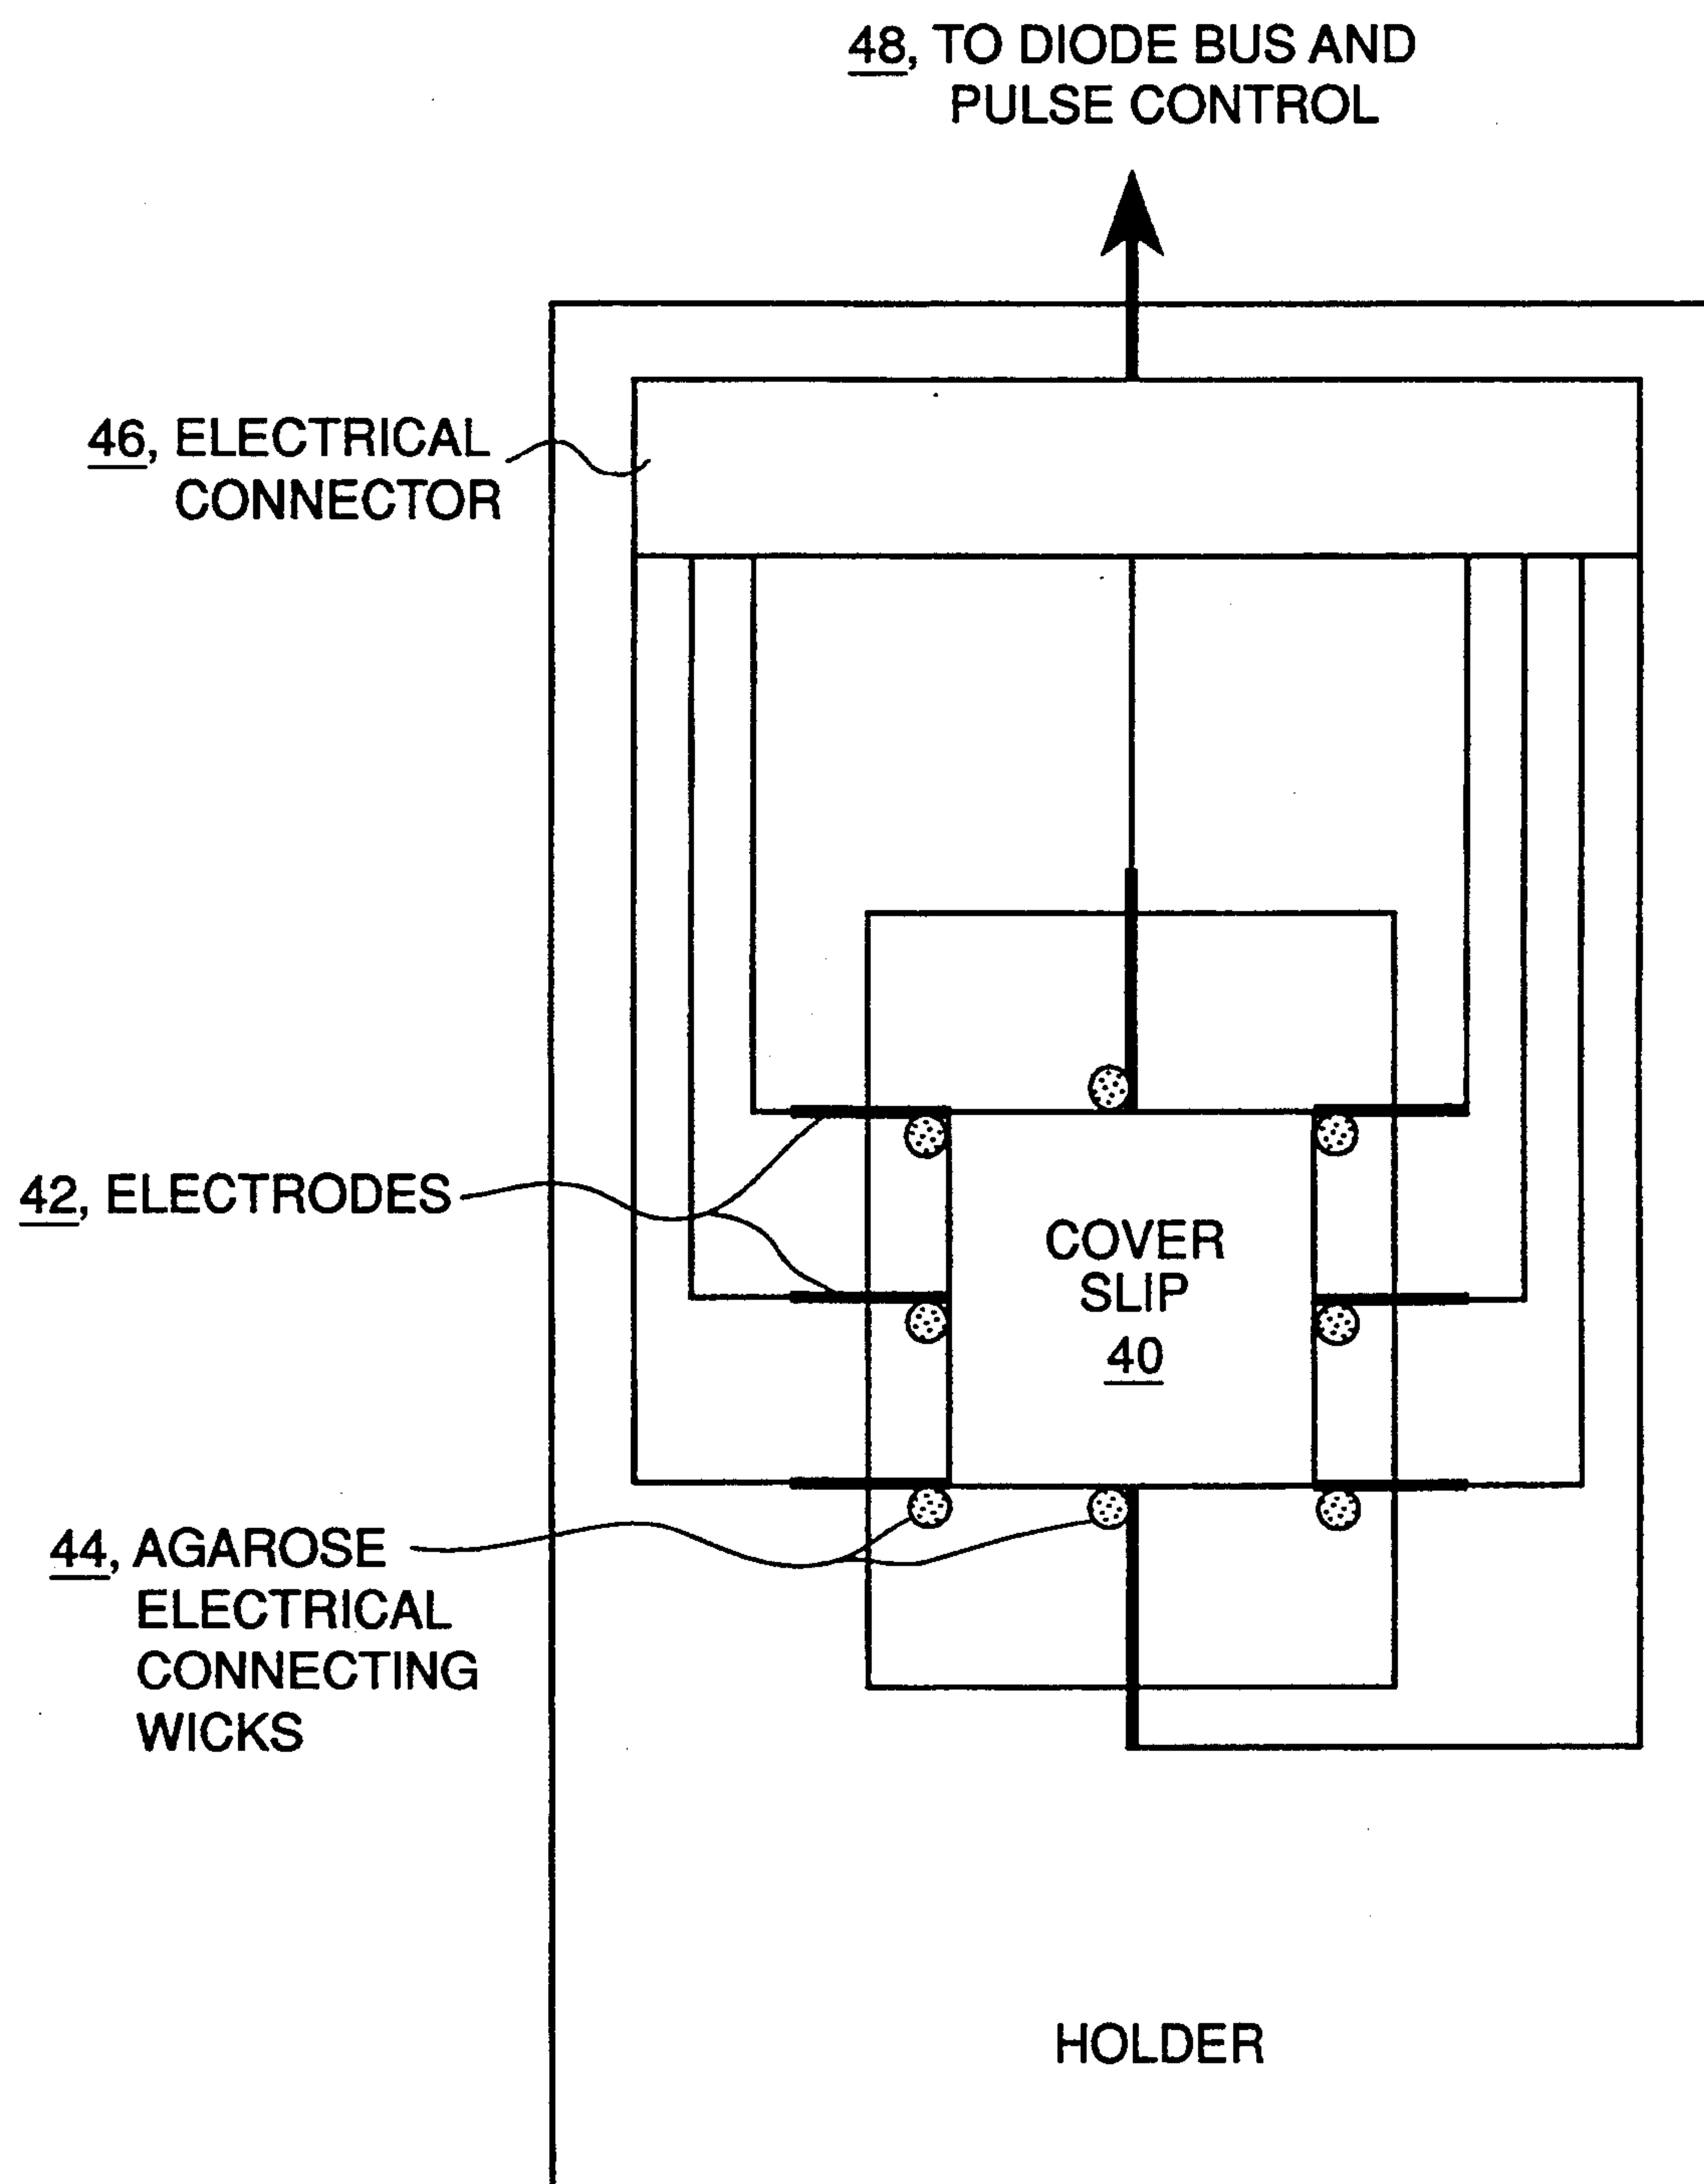 48, TO DIODE BUS AND
PULSE CONTROL
46, ELECTRICAL
CONNECTOR
42, ELECTRODES
COVER
SLIP
40
44, AGAROSE
ELECTRICAL
CONNECTING
WICKS
HOLDER